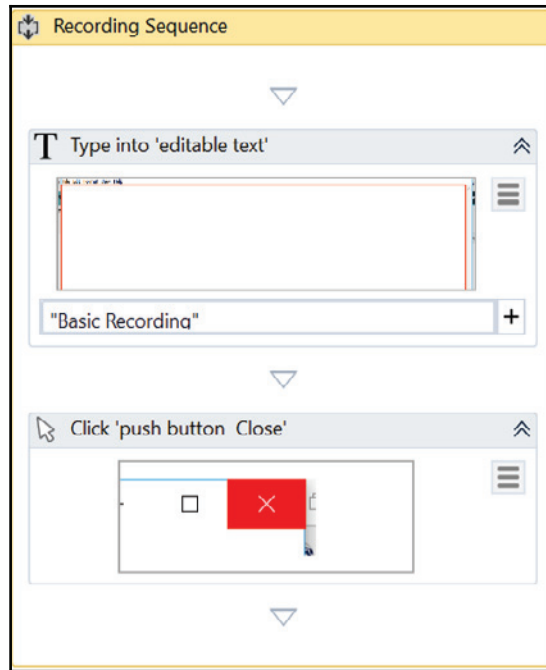 Recording Sequence
T Type into 'editable text'
"Basic Recording"
+
Click 'push button Close'